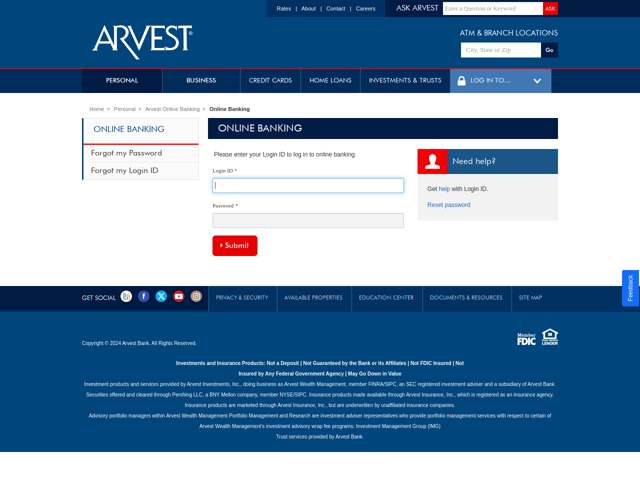 Rates | About | Contact | Careers
ASK ARVEST
Enter a Question or Keyword
ASK
ARVEST®
ATM & BRANCH LOCATIONS
City, State or Zip
Go
PERSONAL
BUSINESS
CREDIT CARDS
HOME LOANS
INVESTMENTS & TRUSTS
LOG IN TO...
Home > Personal > Arvest Online Banking > Online Banking
ONLINE BANKING
Forgot my Password
Forgot my Login ID
ONLINE BANKING
Please enter your Login ID to log in to online banking.
Login ID *
Password *
Submit
Need help?
Get help with Login ID.
Reset password
Feedback
GET SOCIAL
PRIVACY & SECURITY
AVAILABLE PROPERTIES
EDUCATION CENTER
DOCUMENTS & RESOURCES
SITE MAP
Copyright © 2024 Arvest Bank. All Rights Reserved.
Member
FDIC
LENDER
Investments and Insurance Products: Not a Deposit | Not Guaranteed by the Bank or its Affiliates | Not FDIC Insured | Not
Insured by Any Federal Government Agency | May Go Down in Value
Investment products and services provided by Arvest Investments, Inc., doing business as Arvest Wealth Management, member FINRA/SIPC, an SEC registered investment adviser and a subsidiary of Arvest Bank.
Securities offered and cleared through Pershing LLC, a BNY Mellon company, member NYSE/SIPC. Insurance products made available through Arvest Insurance, Inc., which is registered as an insurance agency.
Insurance products are marketed through Arvest Insurance, Inc., but are underwritten by unaffiliated insurance companies.
Advisory portfolio managers within Arvest Wealth Management Portfolio Management and Research are investment adviser representatives who provide portfolio management services with respect to certain of
Arvest Wealth Management's investment advisory wrap fee programs: Investment Management Group (IMG)
Trust services provided by Arvest Bank.